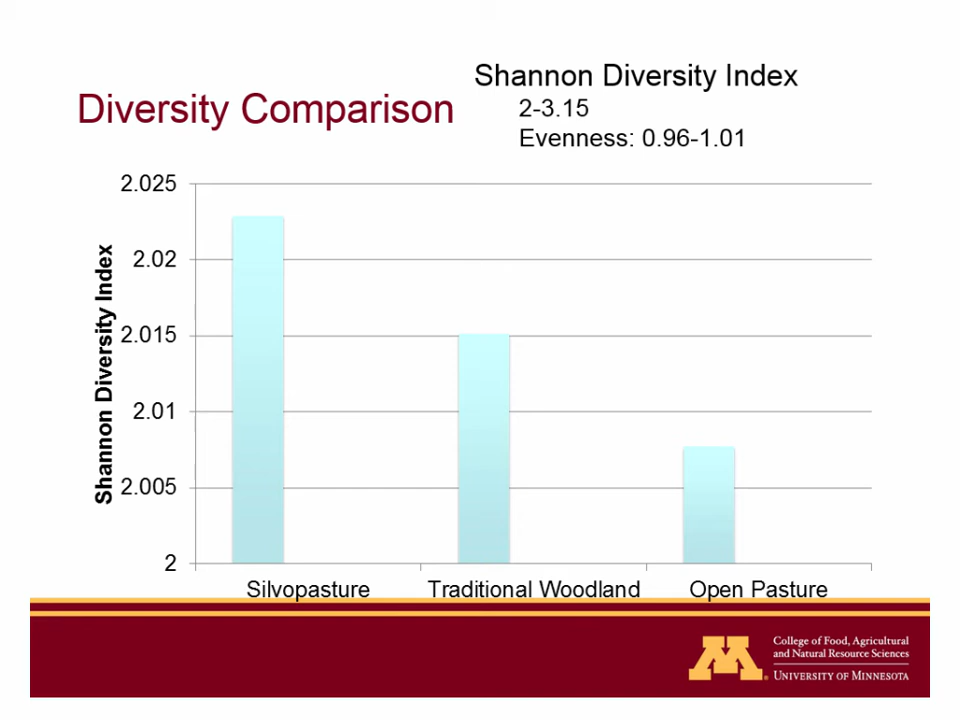 Shannon Diversity Index
Diversity Comparison
2-3.15
Evenness: 0.96-1.01
2.025
2.02
2.015
2.01
2.005
2
Shannon Diversity Index
Silvopasture
Traditional Woodland
Open Pasture
M
College of Food, Agricultural
and Natural Resource Sciences
University of Minnesota